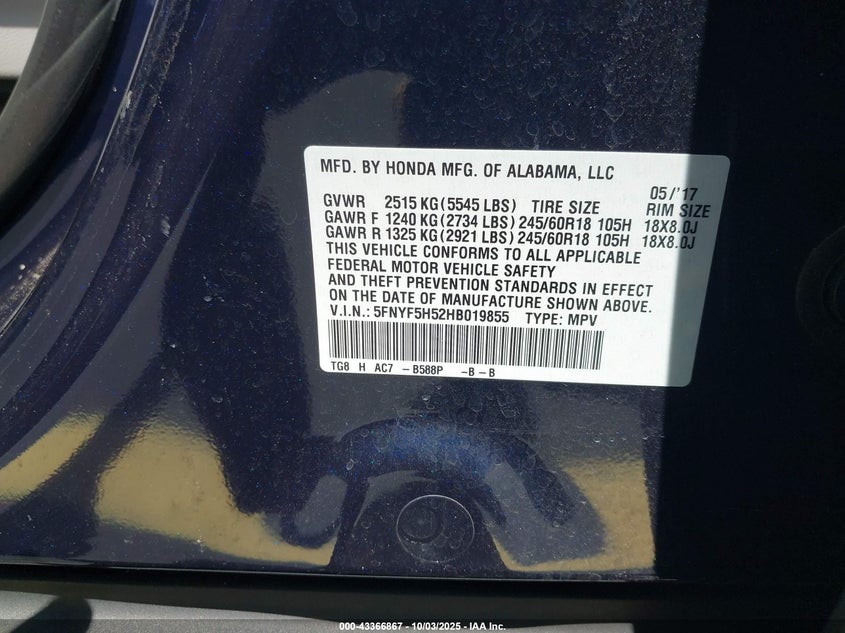 MFD. BY HONDA MFG. OF ALABAMA, LLC
05/'17
GVWR 2515 KG (5545 LBS) TIRE SIZE RIM SIZE
GAWR F 1240 KG (2734 LBS) 245/60R18 105H 18X8.0J
GAWR R 1325 KG (2921 LBS) 245/60R18 105H 18X8.0J
THIS VEHICLE CONFORMS TO ALL APPLICABLE
FEDERAL MOTOR VEHICLE SAFETY
AND THEFT PREVENTION STANDARDS IN EFFECT
ON THE DATE OF MANUFACTURE SHOWN ABOVE.
V.I.N.: 5FNYF5H52HB019855 TYPE: MPV
TG8 H AC7 - B588P - B - B
000-43366867 - 10/03/2025 - IAA Inc.